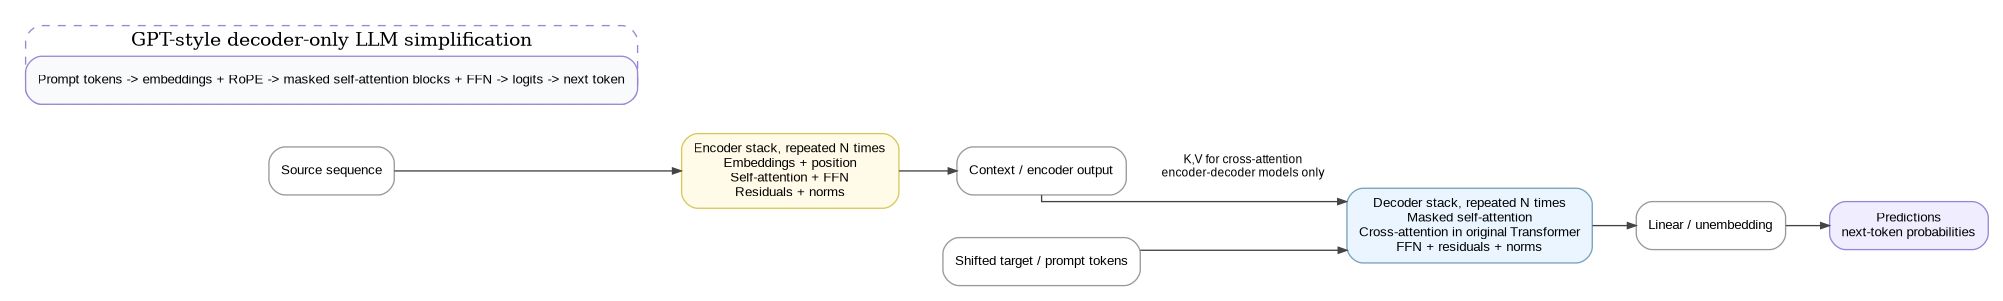 GPT-style decoder-only LLM simplification
Prompt tokens -> embeddings + RoPE -> masked self-attention blocks + FFN -> logits -> next token
Source sequence
Encoder stack, repeated N times
Embeddings + position
Self-attention + FFN
Residuals + norms
Context / encoder output
K,V for cross-attention
encoder-decoder models only
Shifted target / prompt tokens
Decoder stack, repeated N times
Masked self-attention
Cross-attention in original Transformer
FFN + residuals + norms
Linear / unembedding
Predictions
next-token probabilities